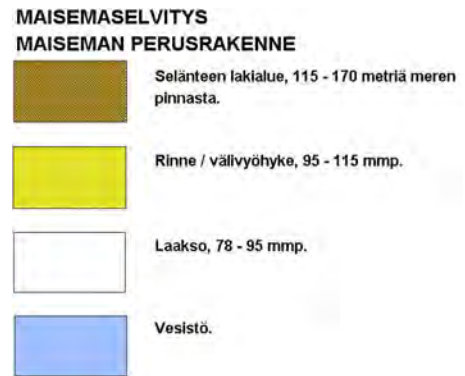 MAISEMASELVITYS
MAISEMAN PERUSRAKENNE
Selänteen lakialue, 115 - 170 metriä meren
pinnasta.
Rinne / välivyöhyke, 95 - 115 mmp.
Laakso, 78 - 95 mmp.
Vesistö.